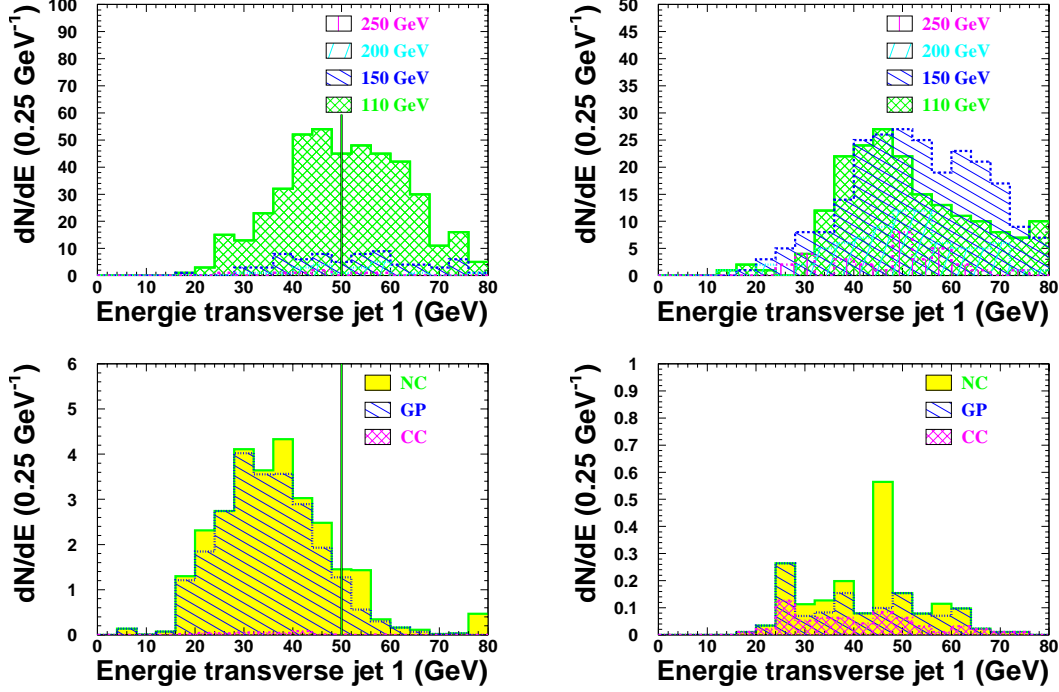 dN/dE (0.25 GeV-1)
100
90
80
70
60
50
40
30
20
10
0
250 GeV
200 GeV
150 GeV
110 GeV
0 10 20 30 40 50 60 70 80
Energie transverse jet 1 (GeV)
dN/dE (0.25 GeV-1)
50
45
40
35
30
25
20
15
10
5
0
250 GeV
200 GeV
150 GeV
110 GeV
0 10 20 30 40 50 60 70 80
Energie transverse jet 1 (GeV)
dN/dE (0.25 GeV-1)
6
5
4
3
2
1
0
NC
GP
CC
0 10 20 30 40 50 60 70 80
Energie transverse jet 1 (GeV)
dN/dE (0.25 GeV-1)
1
0.9
0.8
0.7
0.6
0.5
0.4
0.3
0.2
0.1
0
NC
GP
CC
0 10 20 30 40 50 60 70 80
Energie transverse jet 1 (GeV)